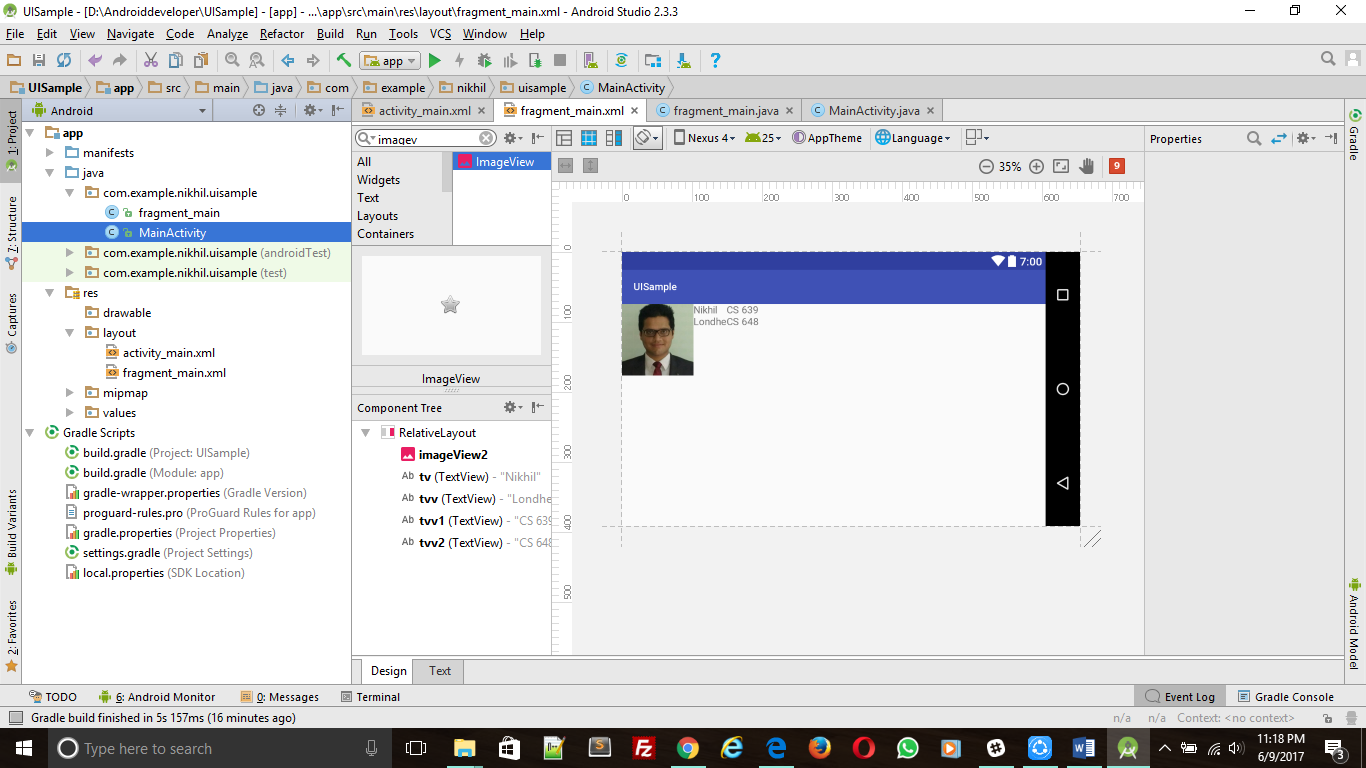 UISample - [D:\Androiddeveloper\UISample] - [app] - ...\app\src\main\res\layout\fragment_main.xml - Android Studio 2.3.3
File Edit View Navigate Code Analyze Refactor Build Run Tools VCS Window Help
app
UISample app src main java com example nikhil uisample MainActivity
1: Project
7: Structure
Captures
Build Variants
2: Favorites
Android
app
manifests
java
com.example.nikhil.uisample
fragment_main
MainActivity
com.example.nikhil.uisample (androidTest)
com.example.nikhil.uisample (test)
res
drawable
layout
activity_main.xml
fragment_main.xml
mipmap
values
Gradle Scripts
build.gradle (Project: UISample)
build.gradle (Module: app)
gradle-wrapper.properties (Gradle Version)
proguard-rules.pro (ProGuard Rules for app)
gradle.properties (Project Properties)
settings.gradle (Project Settings)
local.properties (SDK Location)
activity_main.xml fragment_main.xml fragment_main.java MainActivity.java
imagev
All
Widgets
Text
Layouts
Containers
ImageView
ImageView
Component Tree
RelativeLayout
imageView2
Ab tv (TextView) - "Nikhil"
Ab tvv (TextView) - "Londhe
Ab tvv1 (TextView) - "CS 639
Ab tvv2 (TextView) - "CS 648
Nexus 4 25 AppTheme Language
35% 9
0 100 200 300 400 500 600 700
0
100
200
300
400
500
7:00
UISample
Nikhil CS 639
LondheCS 648
Properties
Gradle
Android Model
Design Text
TODO 6: Android Monitor 0: Messages Terminal Event Log Gradle Console
Gradle build finished in 5s 157ms (16 minutes ago) n/a n/a Context: <no context>
Type here to search
11:18 PM
6/9/2017
3